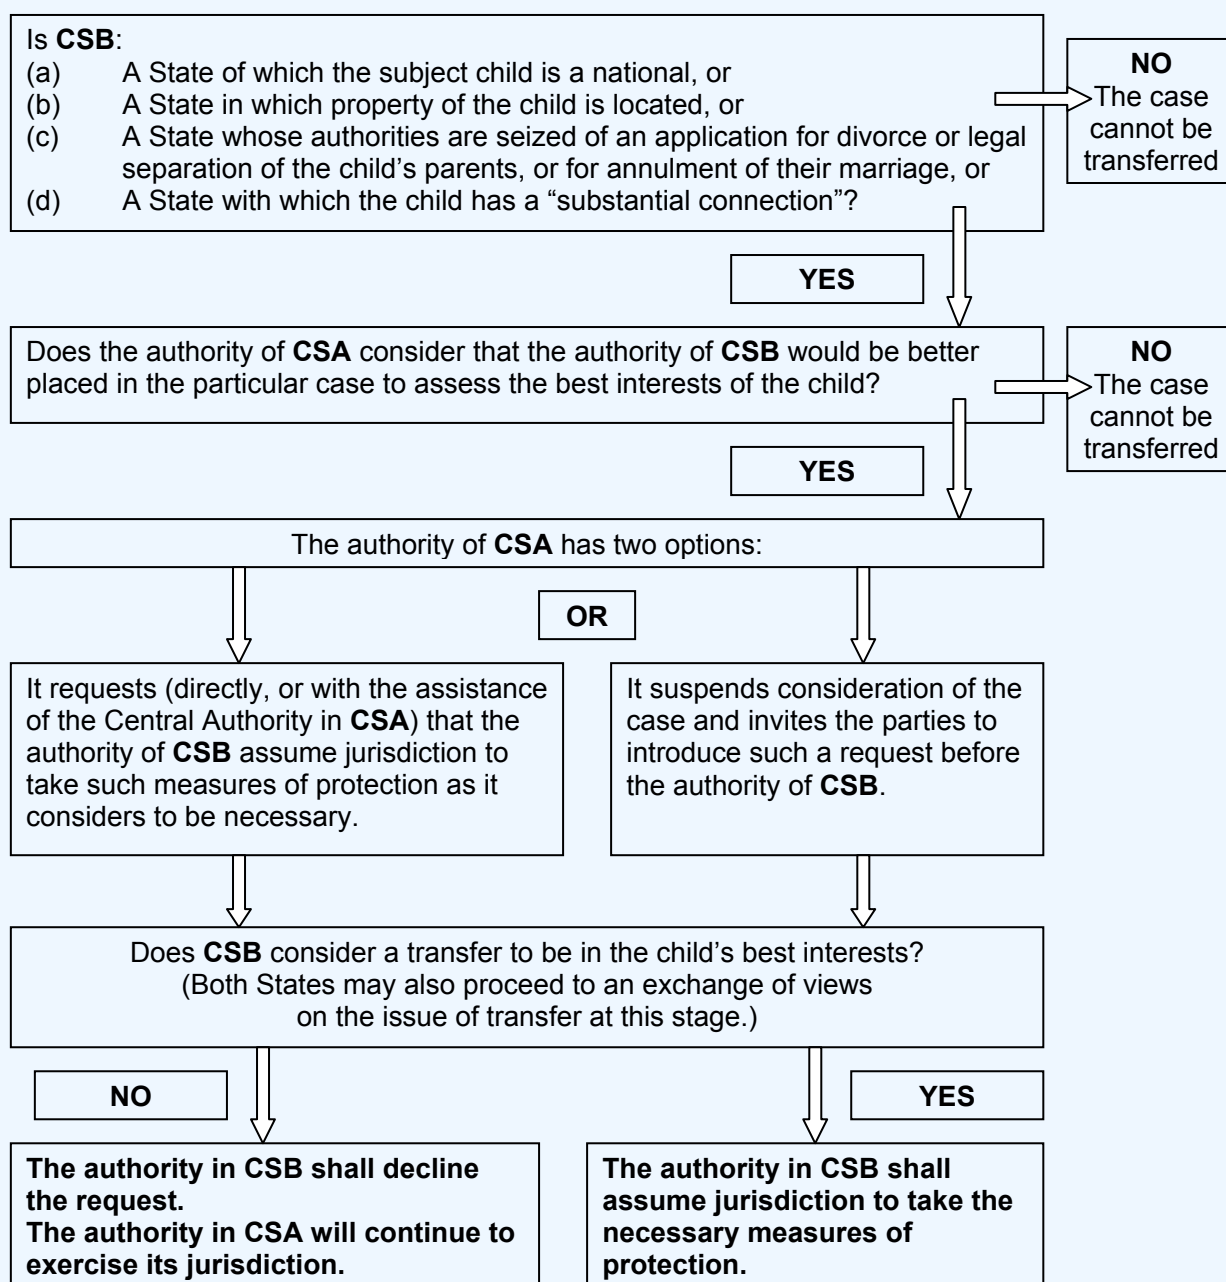 Is CSB:
(a) A State of which the subject child is a national, or
(b) A State in which property of the child is located, or
(c) A State whose authorities are seized of an application for divorce or legal
separation of the child’s parents, or for annulment of their marriage, or
(d) A State with which the child has a “substantial connection”?
NO
The case
cannot be
transferred
YES
Does the authority of CSA consider that the authority of CSB would be better
placed in the particular case to assess the best interests of the child?
NO
The case
cannot be
transferred
YES
The authority of CSA has two options:
OR
It requests (directly, or with the assistance
of the Central Authority in CSA) that the
authority of CSB assume jurisdiction to
take such measures of protection as it
considers to be necessary.
It suspends consideration of the
case and invites the parties to
introduce such a request before
the authority of CSB.
Does CSB consider a transfer to be in the child’s best interests?
(Both States may also proceed to an exchange of views
on the issue of transfer at this stage.)
NO
YES
The authority in CSB shall decline
the request.
The authority in CSA will continue to
exercise its jurisdiction.
The authority in CSB shall
assume jurisdiction to take the
necessary measures of
protection.